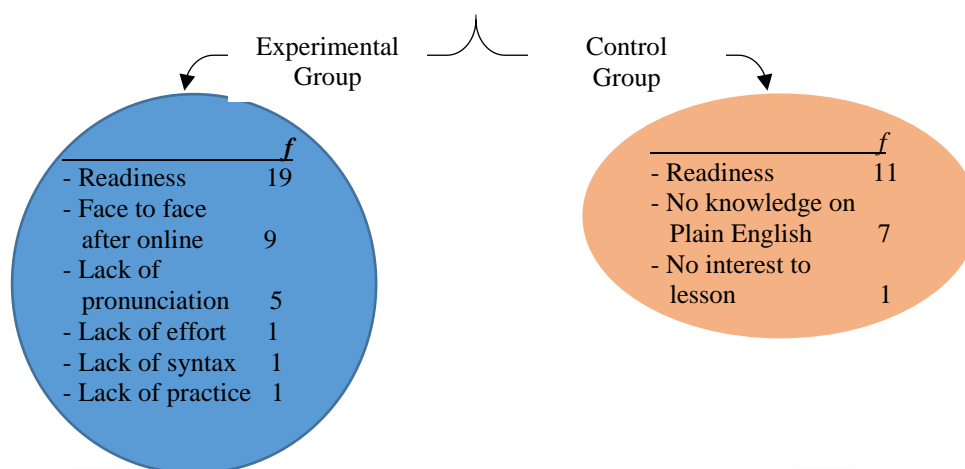 Experimental
Group
Control
Group
f
- Readiness 19
- Face to face
after online 9
- Lack of
pronunciation 5
- Lack of effort 1
- Lack of syntax 1
- Lack of practice 1
f
- Readiness 11
- No knowledge on
Plain English 7
- No interest to
lesson 1